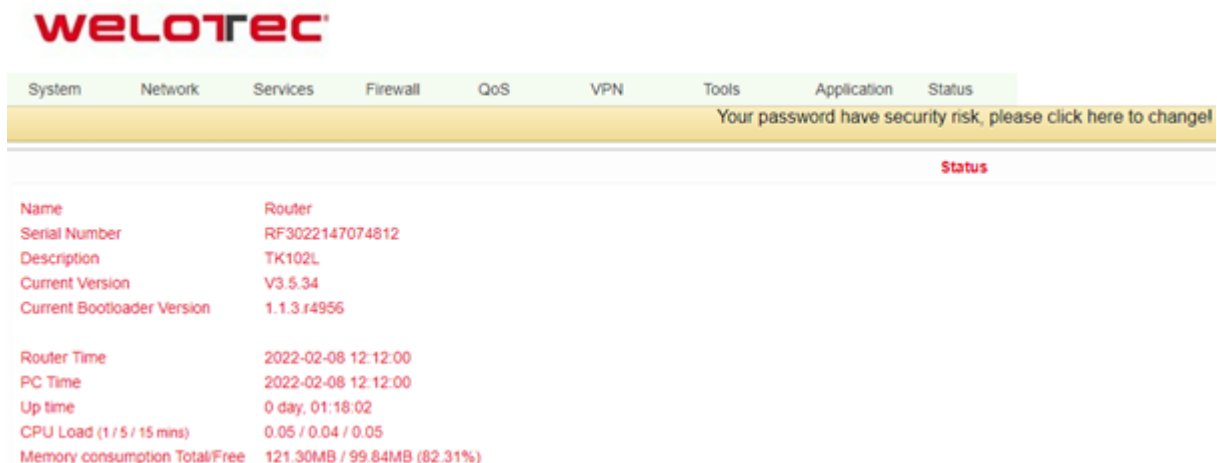 welotec
System Network Services Firewall QoS VPN Tools Application Status
Your password have security risk, please click here to change!
Status
Name Router
Serial Number RF3022147074812
Description TK102L
Current Version V3.5.34
Current Bootloader Version 1.1.3.r4956
Router Time 2022-02-08 12:12:00
PC Time 2022-02-08 12:12:00
Up time 0 day, 01:18:02
CPU Load (1 / 5 / 15 mins) 0.05 / 0.04 / 0.05
Memory consumption Total/Free 121.30MB / 99.84MB (82.31%)